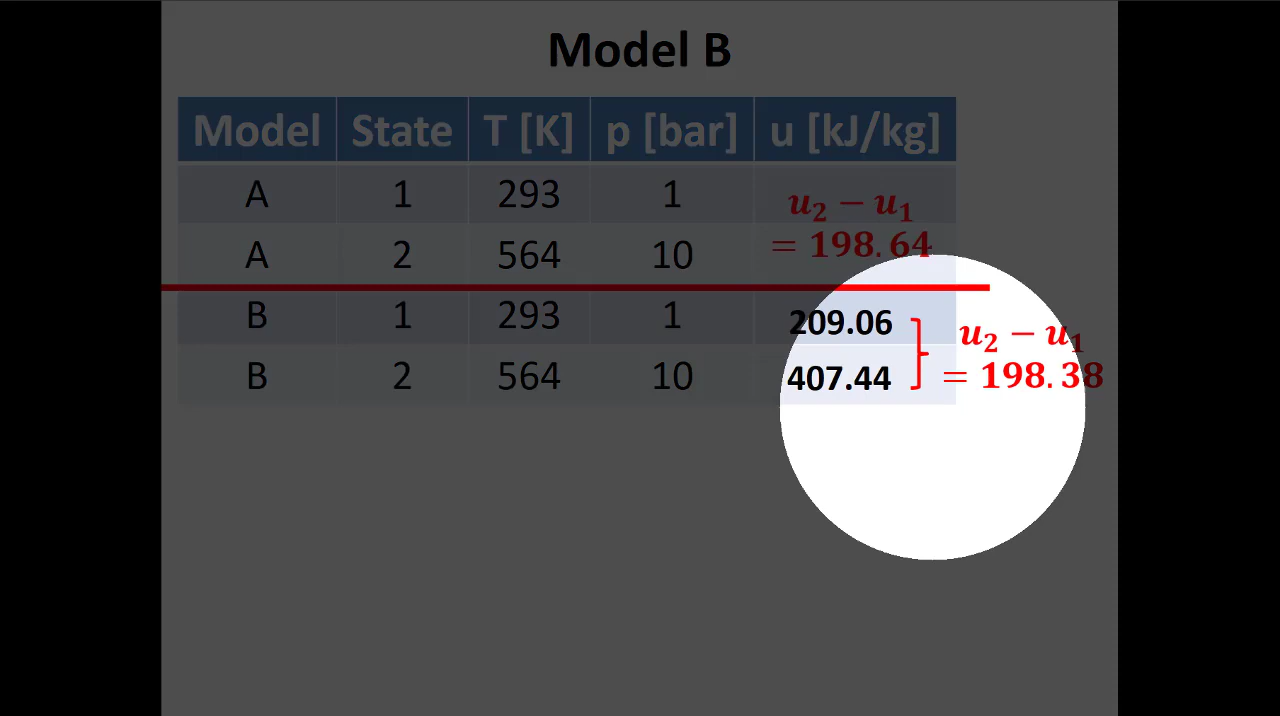 Model B
Model State T [K] p [bar] u [kJ/kg]
A 1 293 1
u₂ − u₁
= 198.64
A 2 564 10
B 1 293 1 209.06
u₂ − u₁
= 198.38
B 2 564 10 407.44